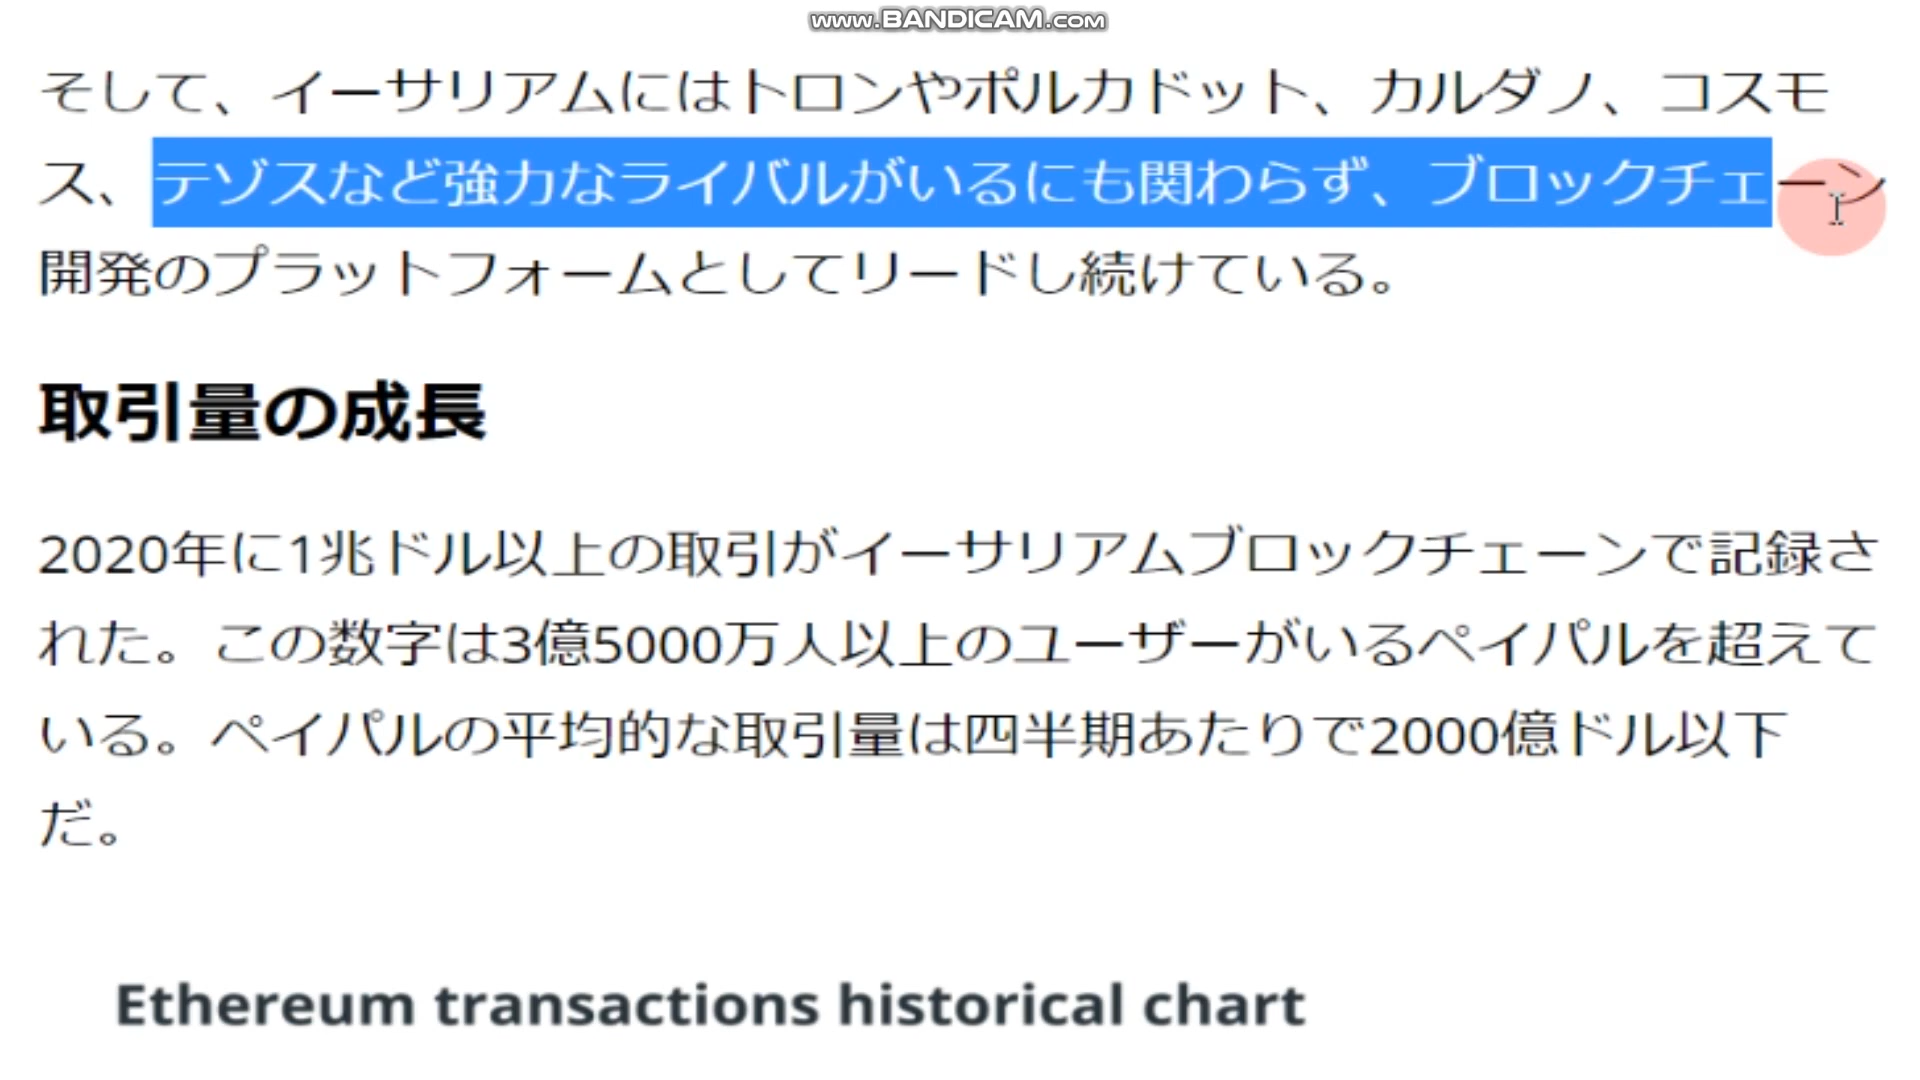 www.BANDICAM.com
そして、イーサリアムにはトロンやポルカドット、カルダノ、コスモ
ス、テゾスなど強力なライバルがいるにも関わらず、ブロックチェーン
開発のプラットフォームとしてリードし続けている。
取引量の成長
2020年に1兆ドル以上の取引がイーサリアムブロックチェーンで記録さ
れた。この数字は3億5000万人以上のユーザーがいるペイパルを超えて
いる。ペイパルの平均的な取引量は四半期あたりで2000億ドル以下
だ。
Ethereum transactions historical chart